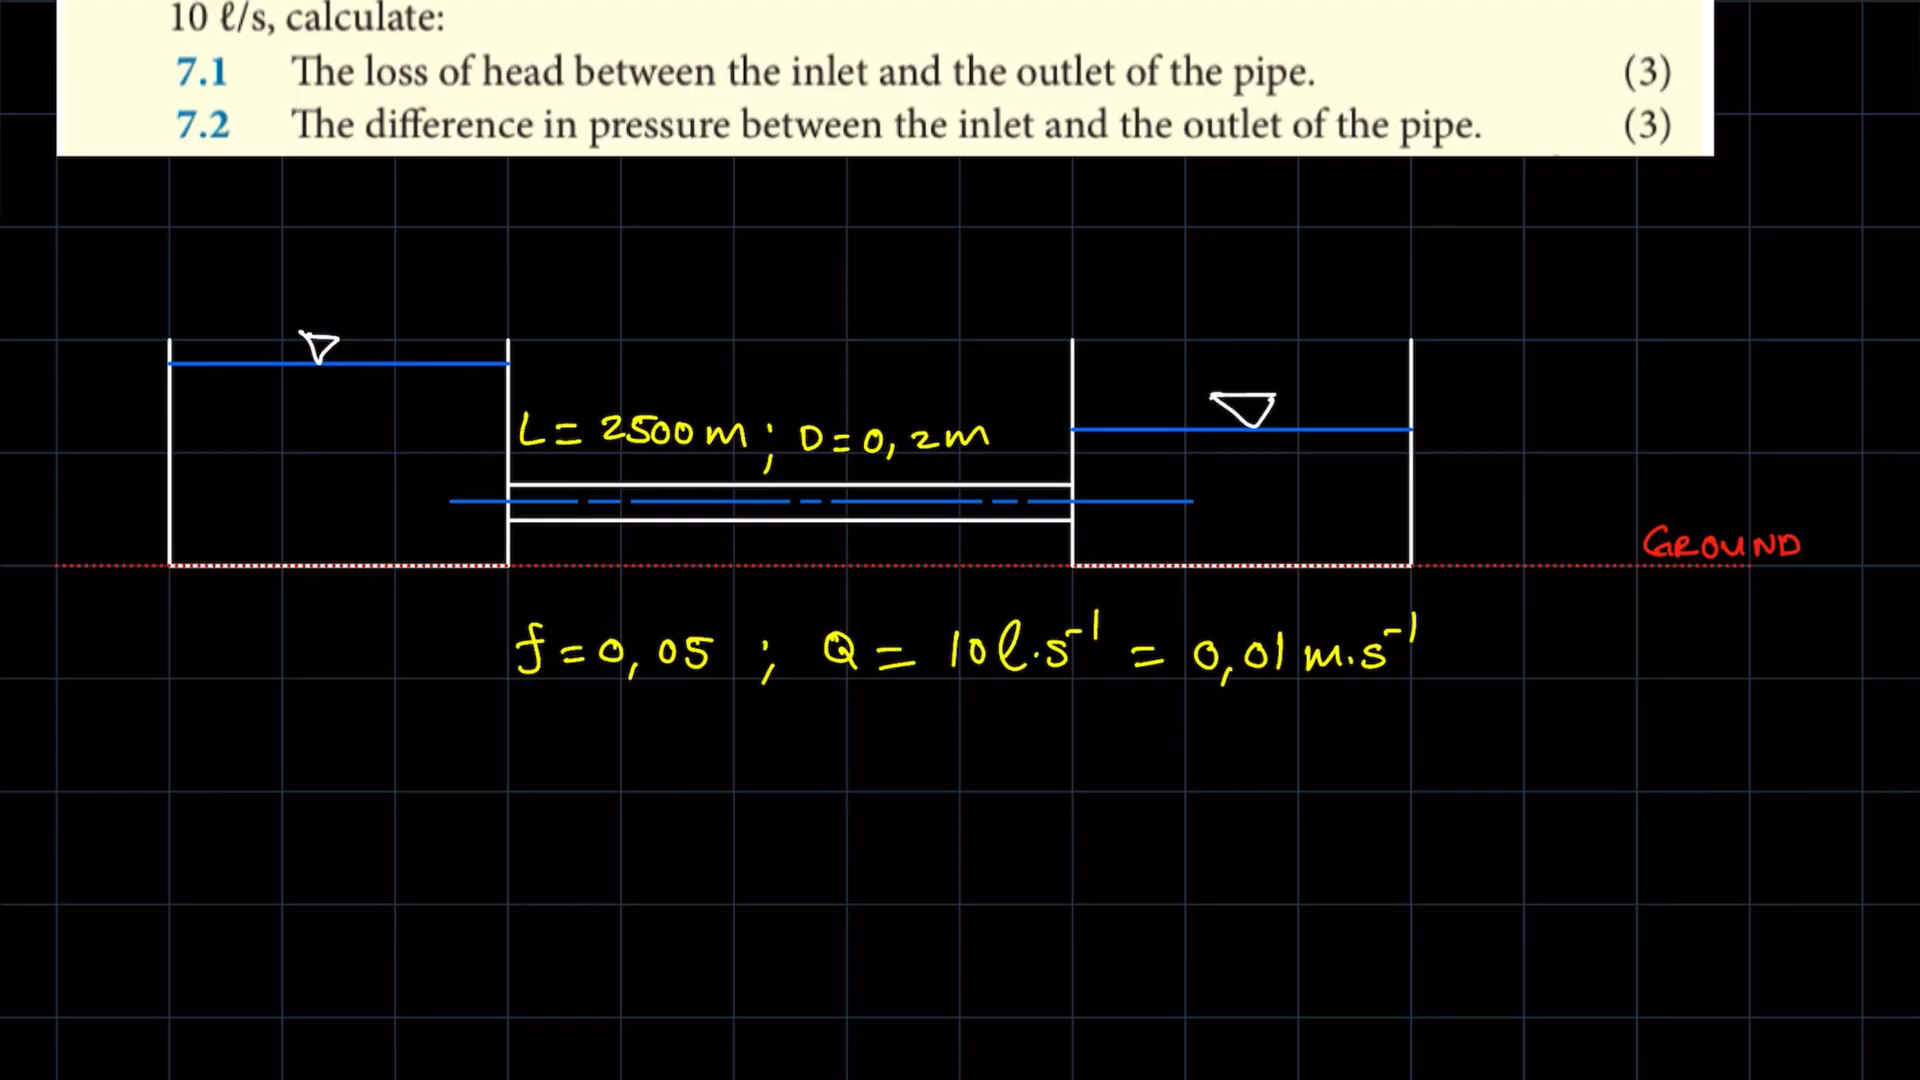 10 ℓ/s, calculate:
7.1 The loss of head between the inlet and the outlet of the pipe. (3)
7.2 The difference in pressure between the inlet and the outlet of the pipe. (3)
L = 2500 m ; D = 0,2m
GROUND
f = 0,05 ; Q = 10 ℓ·s⁻¹ = 0,01 m·s⁻¹